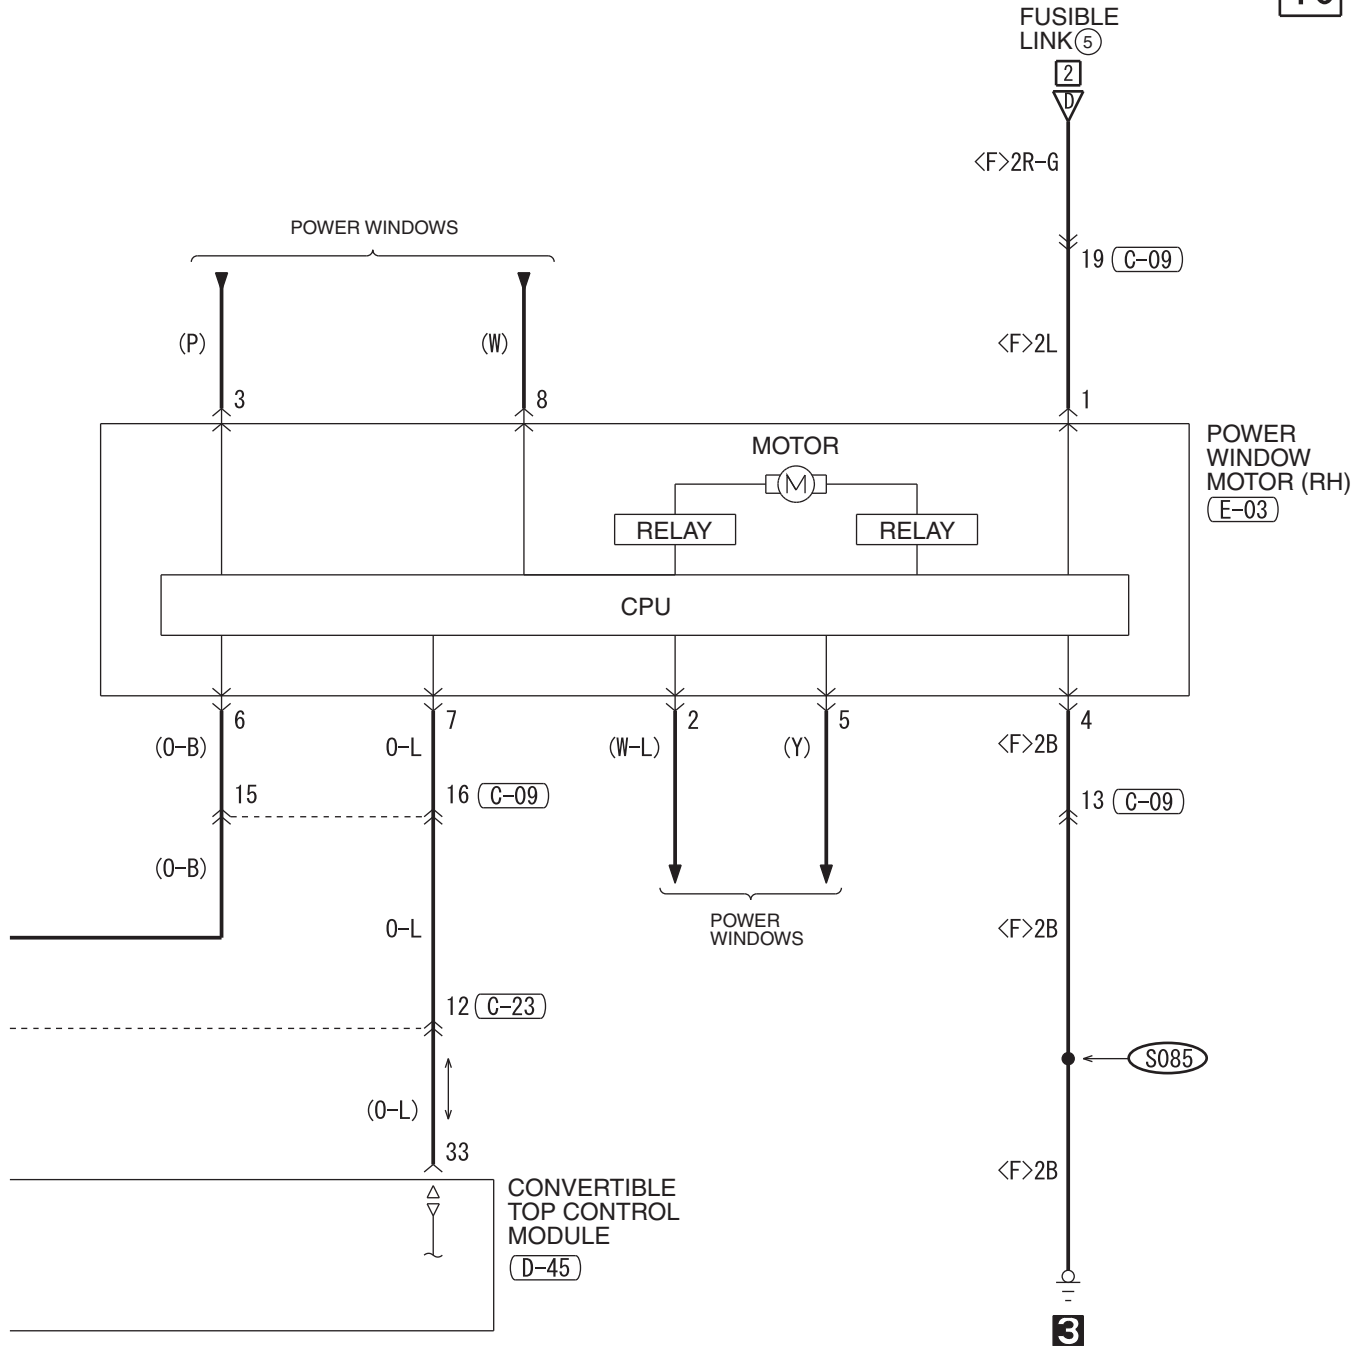 FUSIBLE
LINK 5
2
D
<F>2R-G
POWER WINDOWS
19 C-09
(P)
(W)
<F>2L
3
8
1
MOTOR
M
POWER
WINDOW
MOTOR (RH)
E-03
RELAY
RELAY
CPU
6
7
2
5
4
(O-B)
O-L
(W-L)
(Y)
<F>2B
15
16 C-09
13 C-09
(O-B)
O-L
POWER
WINDOWS
<F>2B
12 C-23
S085
(O-L)
33
<F>2B
CONVERTIBLE
TOP CONTROL
MODULE
D-45
3